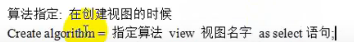 算法指定: 在创建视图的时候
Create algorithm = 指定算法 view 视图名字 as select 语句;